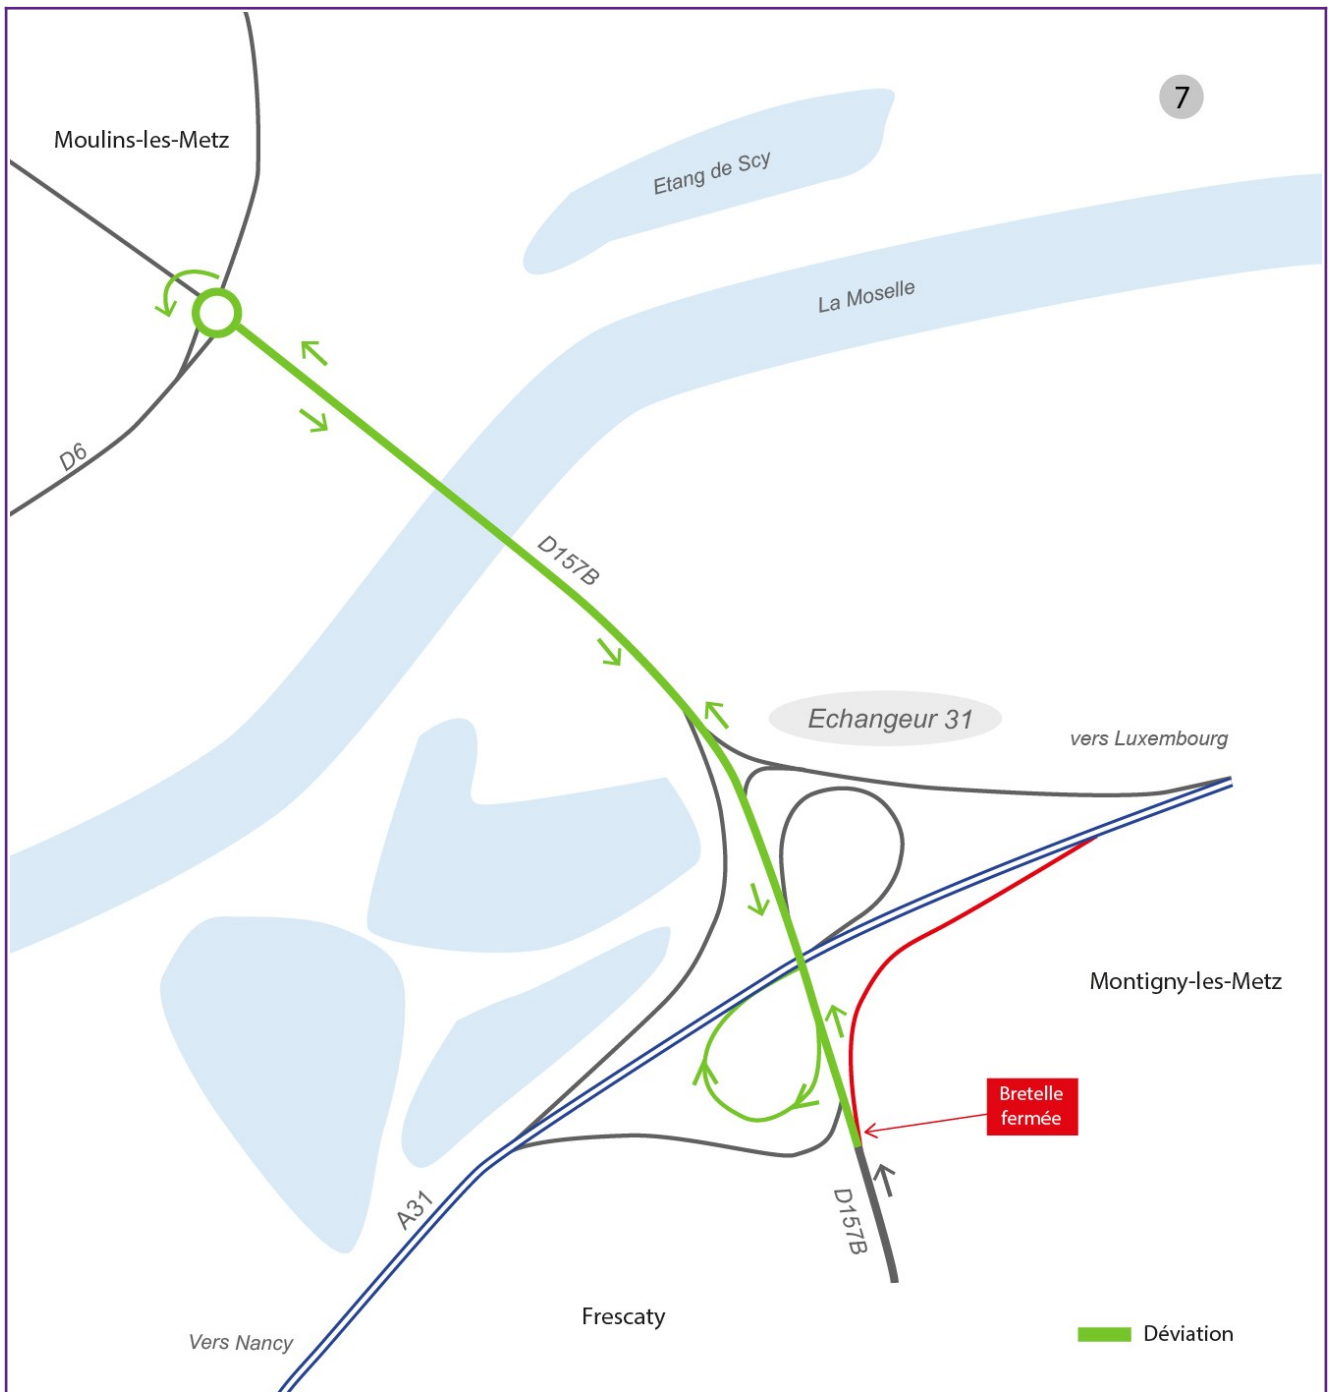 7
Moulins-les-Metz
Etang de Scy
La Moselle
D6
D157B
Echangeur 31
vers Luxembourg
Montigny-les-Metz
Bretelle
fermée
A31
D157B
Frescaty
Vers Nancy
Déviation